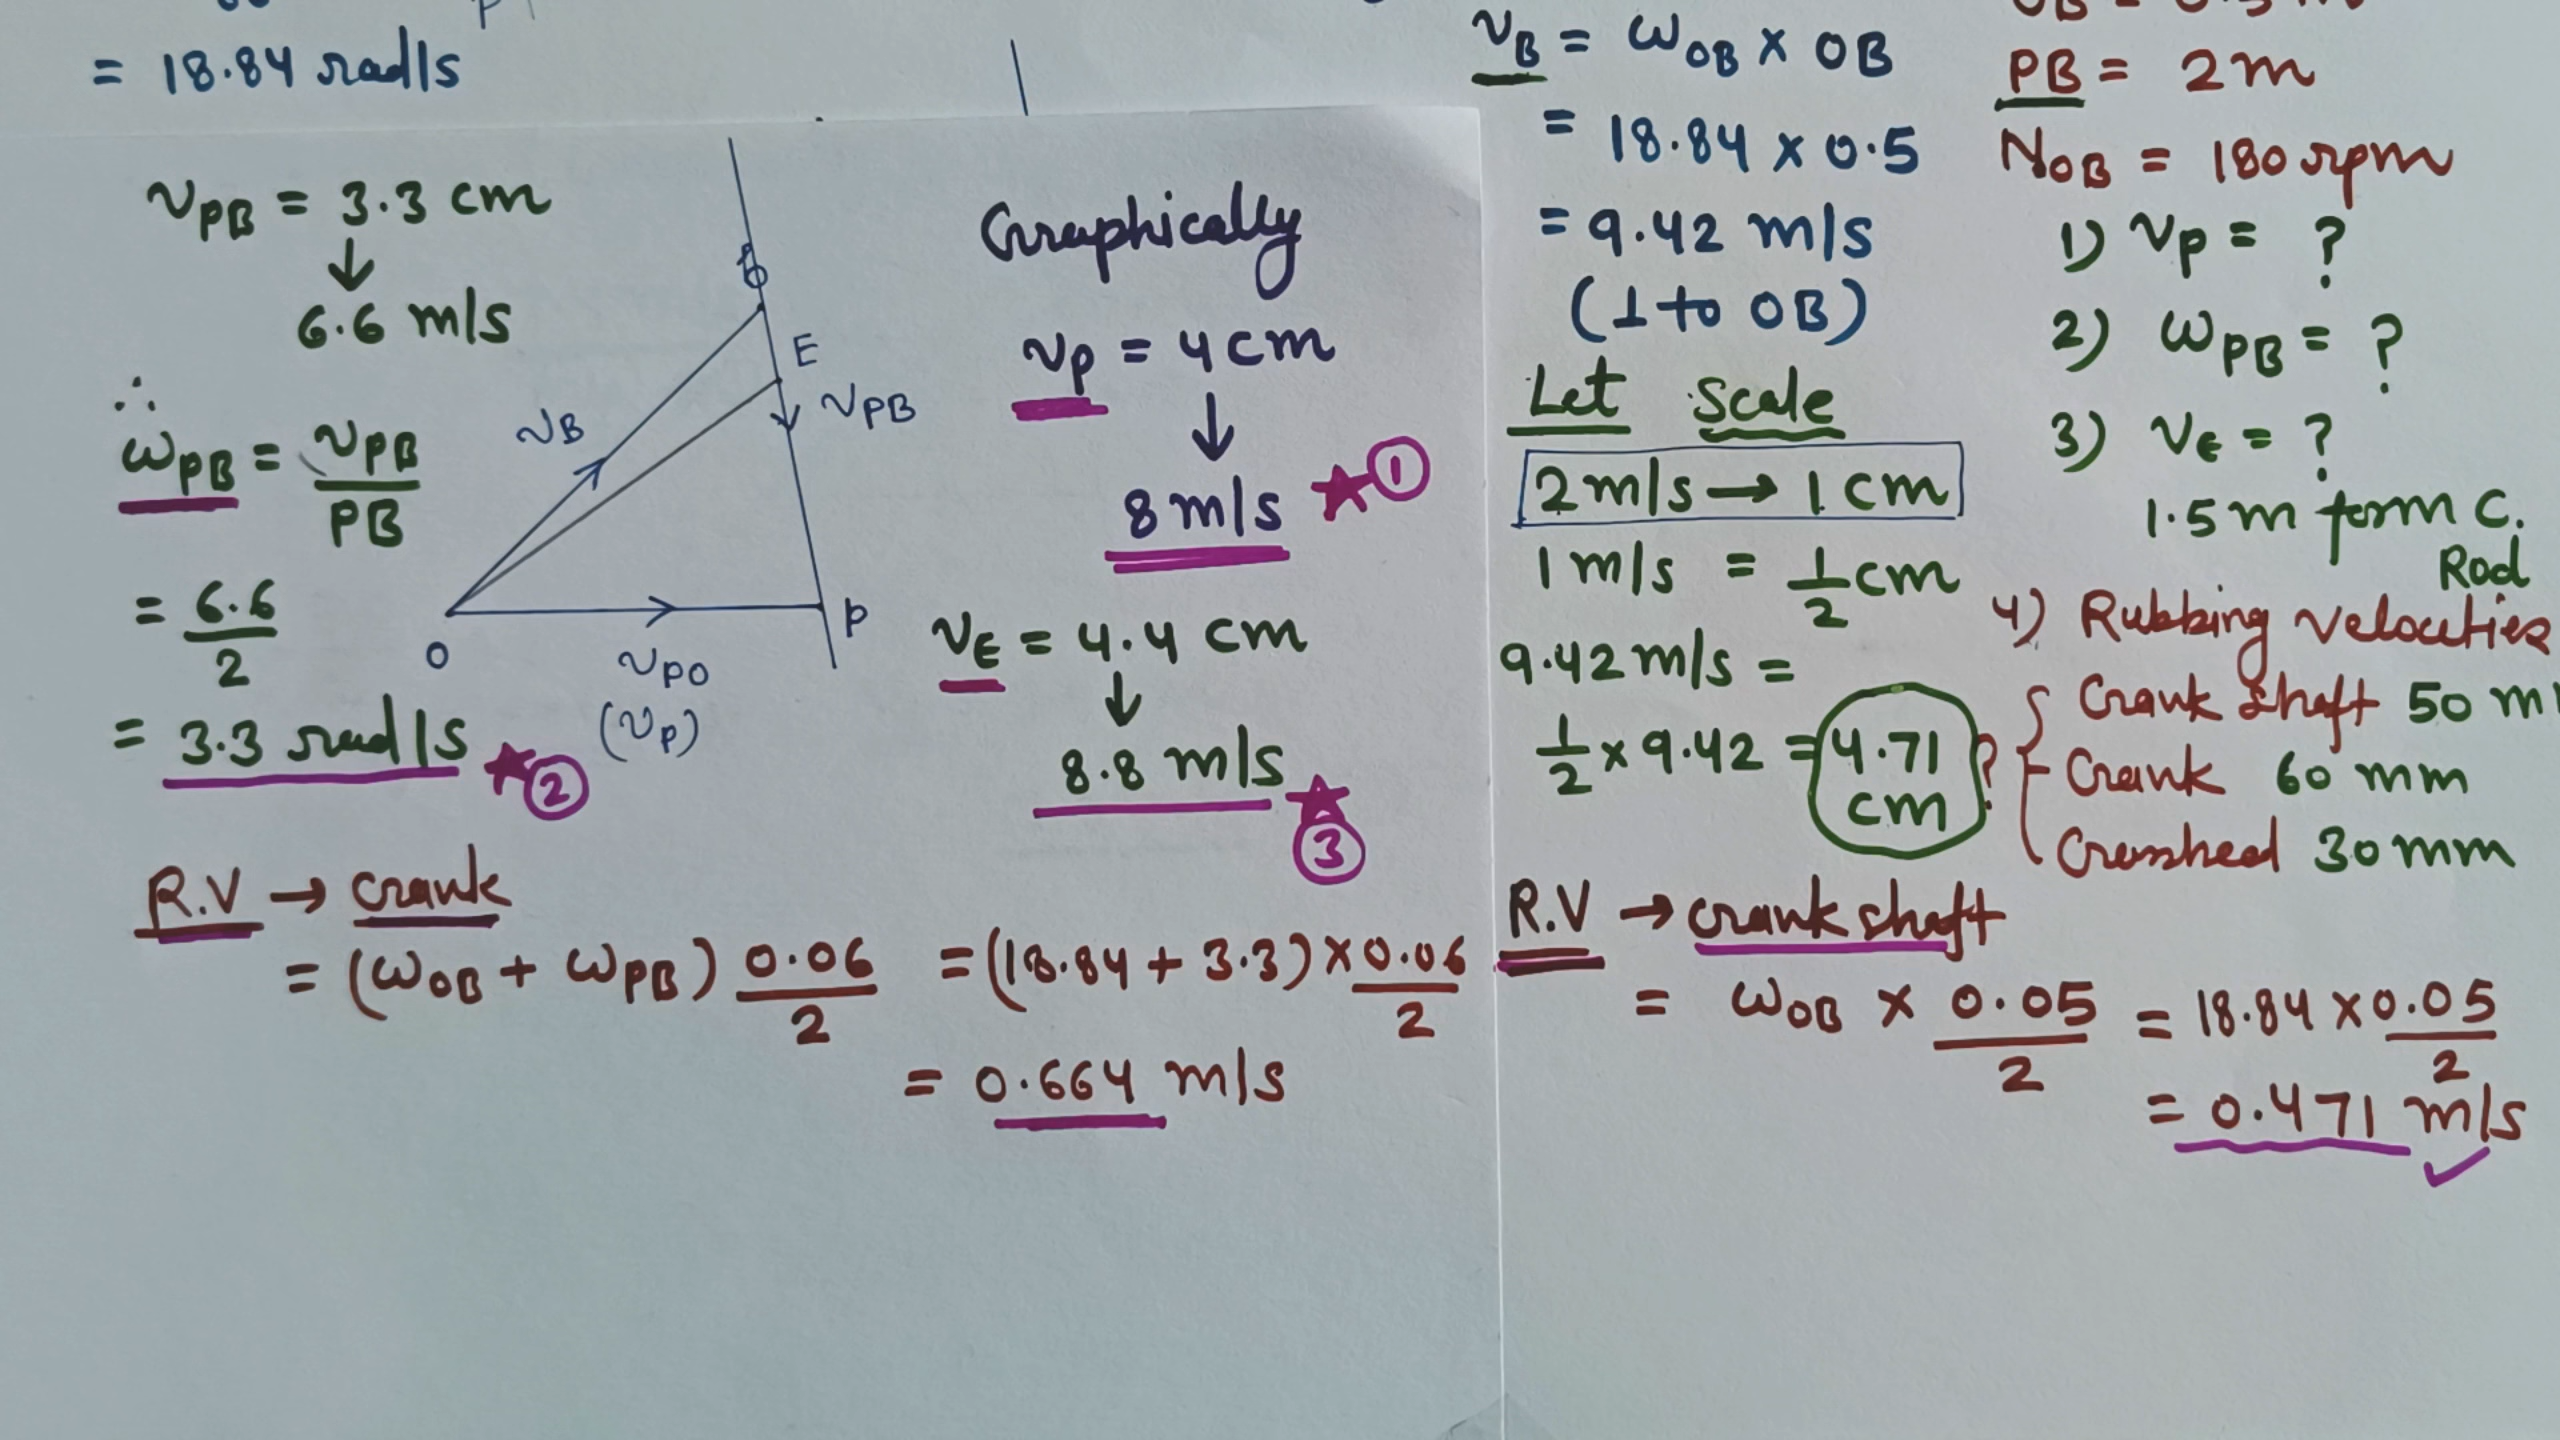 = 18.84 rad/s
vPB = 3.3 cm
↓
6.6 m/s
∴
ωPB = vPB / PB
= 6.6 / 2
= 3.3 rad/s ★ ②
b
E
vPB
vB
o
p
vPO
(vp)
Graphically
vp = 4 cm
↓
8 m/s ★ ①
vE = 4.4 cm
↓
8.8 m/s ★
③
R.V → crank
= (ωOB + ωPB) 0.06 / 2 = (18.84 + 3.3) × 0.06 / 2
= 0.664 m/s
vB = ωOB × OB
= 18.84 × 0.5
= 9.42 m/s
(⊥ to OB)
Let Scale
2 m/s → 1 cm
1 m/s = 1/2 cm
9.42 m/s =
1/2 × 9.42 = 4.71 cm
PB = 2 m
NOB = 180 rpm
1) vp = ?
2) ωPB = ?
3) vE = ?
1.5 m form C.
Rod
4) Rubbing velocities ?
Crank shaft 50 m
Crank 60 mm
Crosshead 30 mm
R.V → crank shaft
= ωOB × 0.05 / 2 = 18.84 × 0.05 / 2
= 0.471 m/s ✓